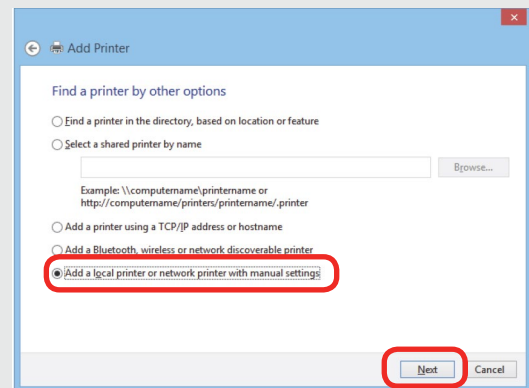 Add Printer
Find a printer by other options
Find a printer in the directory, based on location or feature
Select a shared printer by name
Browse...
Example: \\computername\printername or
http://computername/printers/printername/.printer
Add a printer using a TCP/IP address or hostname
Add a Bluetooth, wireless or network discoverable printer
Add a local printer or network printer with manual settings
Next Cancel